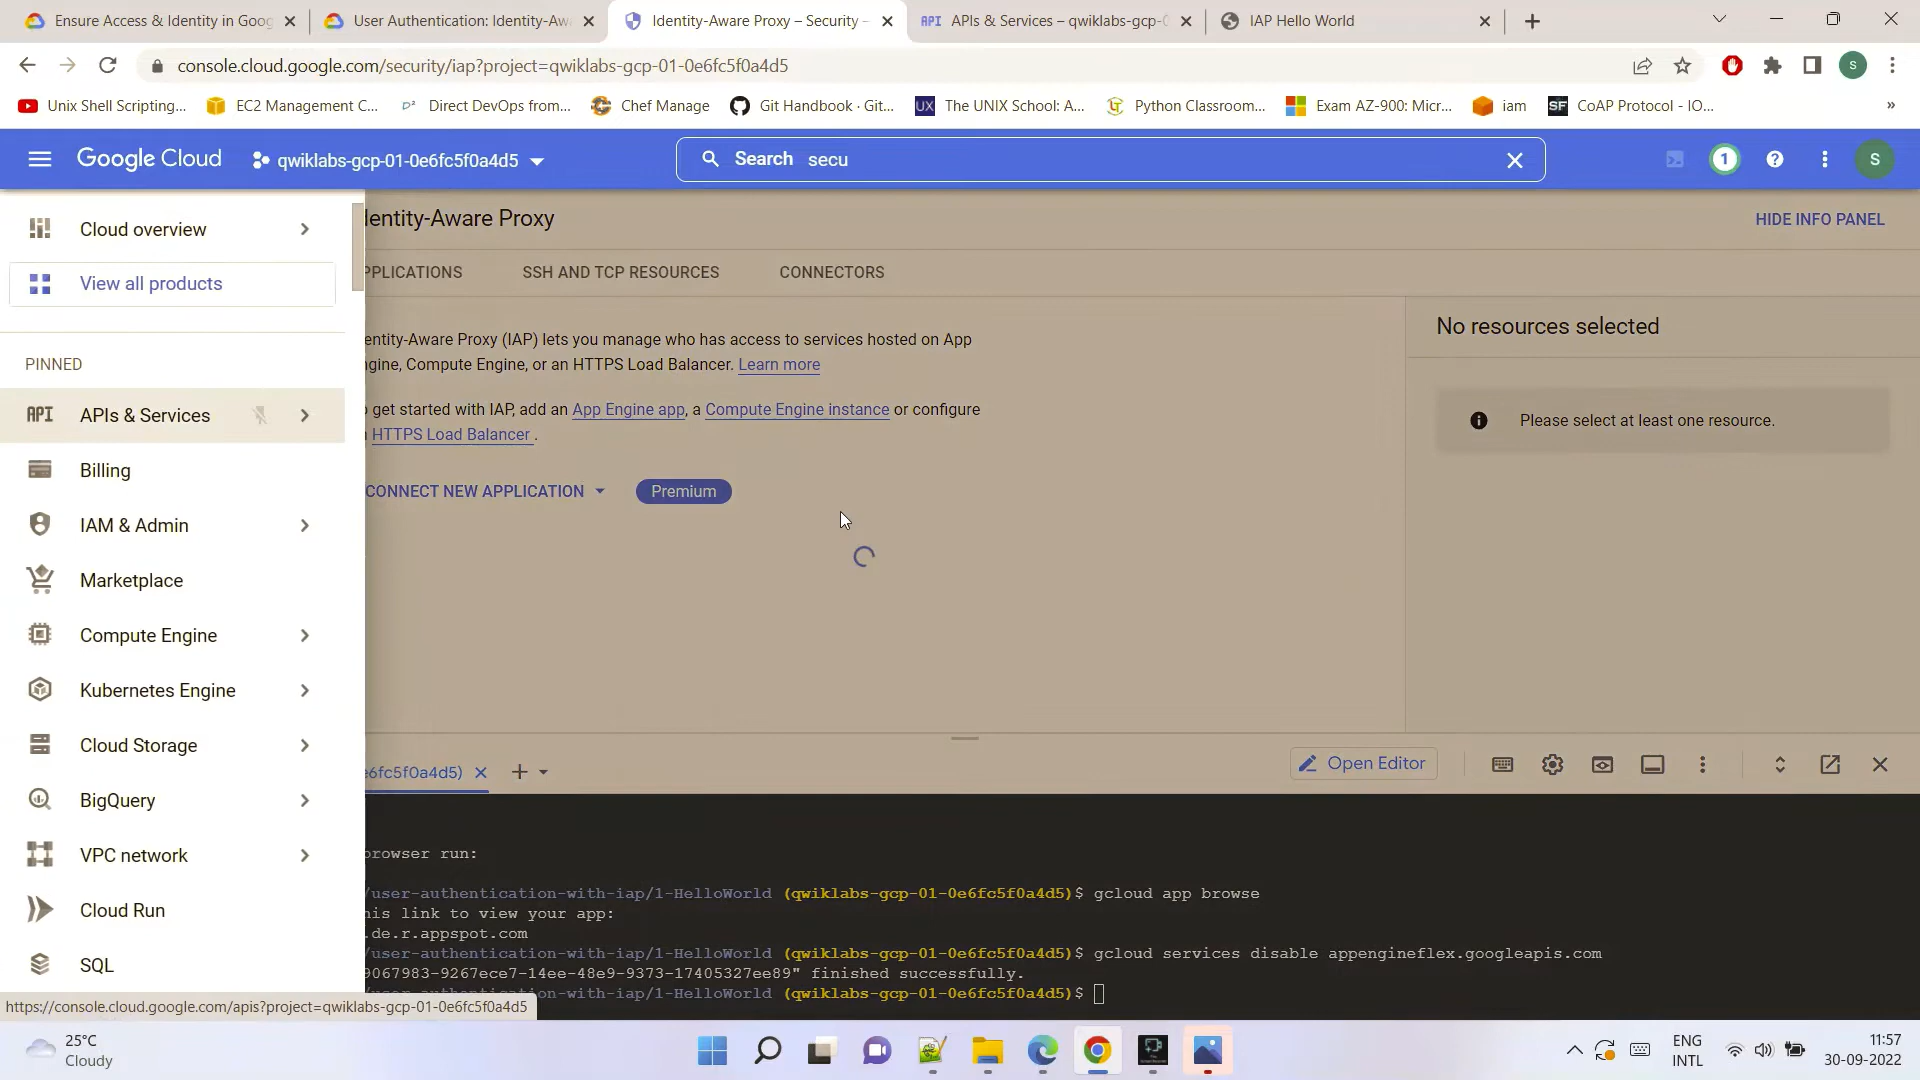 Ensure Access & Identity in Goog
User Authentication: Identity-Aw
Identity-Aware Proxy – Security –
API APIs & Services – qwiklabs-gcp-0
IAP Hello World
console.cloud.google.com/security/iap?project=qwiklabs-gcp-01-0e6fc5f0a4d5
S
Unix Shell Scripting...
EC2 Management C...
Direct DevOps from...
Chef Manage
Git Handbook · Git...
UX The UNIX School: A...
Python Classroom...
Exam AZ-900: Micr...
iam
SF CoAP Protocol - IO...
»
Google Cloud
qwiklabs-gcp-01-0e6fc5f0a4d5
Search secu
1
S
Cloud overview
View all products
PINNED
API APIs & Services
Billing
IAM & Admin
Marketplace
Compute Engine
Kubernetes Engine
Cloud Storage
BigQuery
VPC network
Cloud Run
SQL
https://console.cloud.google.com/apis?project=qwiklabs-gcp-01-0e6fc5f0a4d5
dentity-Aware Proxy
HIDE INFO PANEL
PPLICATIONS
SSH AND TCP RESOURCES
CONNECTORS
entity-Aware Proxy (IAP) lets you manage who has access to services hosted on App
gine, Compute Engine, or an HTTPS Load Balancer. Learn more
get started with IAP, add an App Engine app, a Compute Engine instance or configure
HTTPS Load Balancer .
CONNECT NEW APPLICATION
Premium
No resources selected
Please select at least one resource.
e6fc5f0a4d5)
Open Editor
browser run:
/user-authentication-with-iap/1-HelloWorld (qwiklabs-gcp-01-0e6fc5f0a4d5)$ gcloud app browse
his link to view your app:
.de.r.appspot.com
/user-authentication-with-iap/1-HelloWorld (qwiklabs-gcp-01-0e6fc5f0a4d5)$ gcloud services disable appengineflex.googleapis.com
9067983-9267ece7-14ee-48e9-9373-17405327ee89" finished successfully.
/user-authentication-with-iap/1-HelloWorld (qwiklabs-gcp-01-0e6fc5f0a4d5)$
25°C
Cloudy
ENG
INTL
11:57
30-09-2022